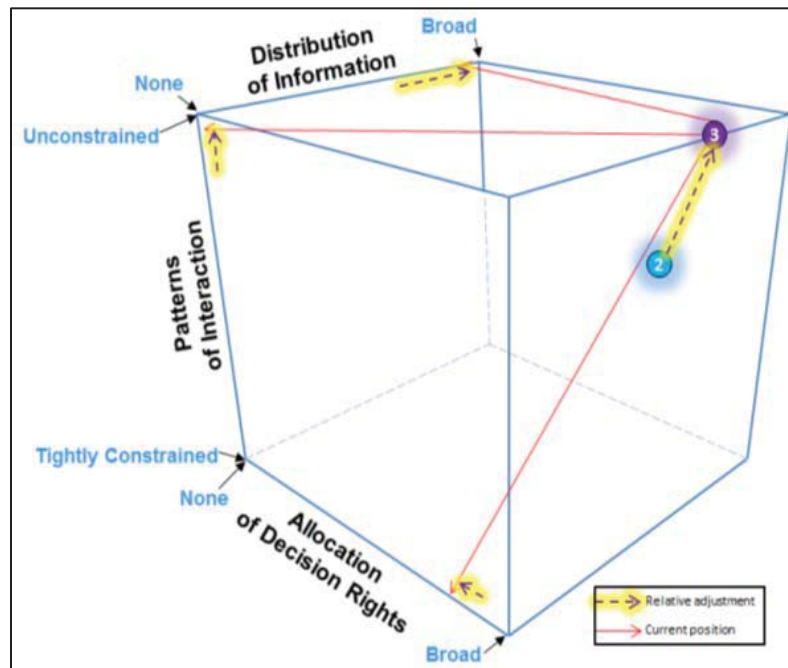 Broad
Distribution
of Information
None
Unconstrained
3
2
Patterns
of Interaction
Tightly Constrained
None
Allocation
of Decision Rights
Broad
Relative adjustment
Current position